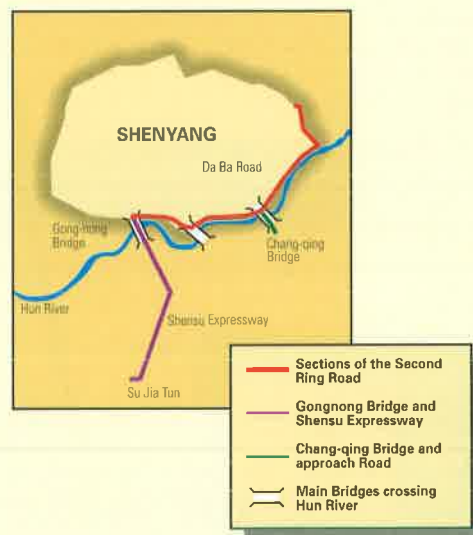 SHENYANG
Da Ba Road
Gong-nong
Bridge
Chang-qing
Bridge
Hun River
Shensu Expressway
Su Jia Tun
Sections of the Second
Ring Road
Gongnong Bridge and
Shensu Expressway
Chang-qing Bridge and
approach Road
Main Bridges crossing
Hun River